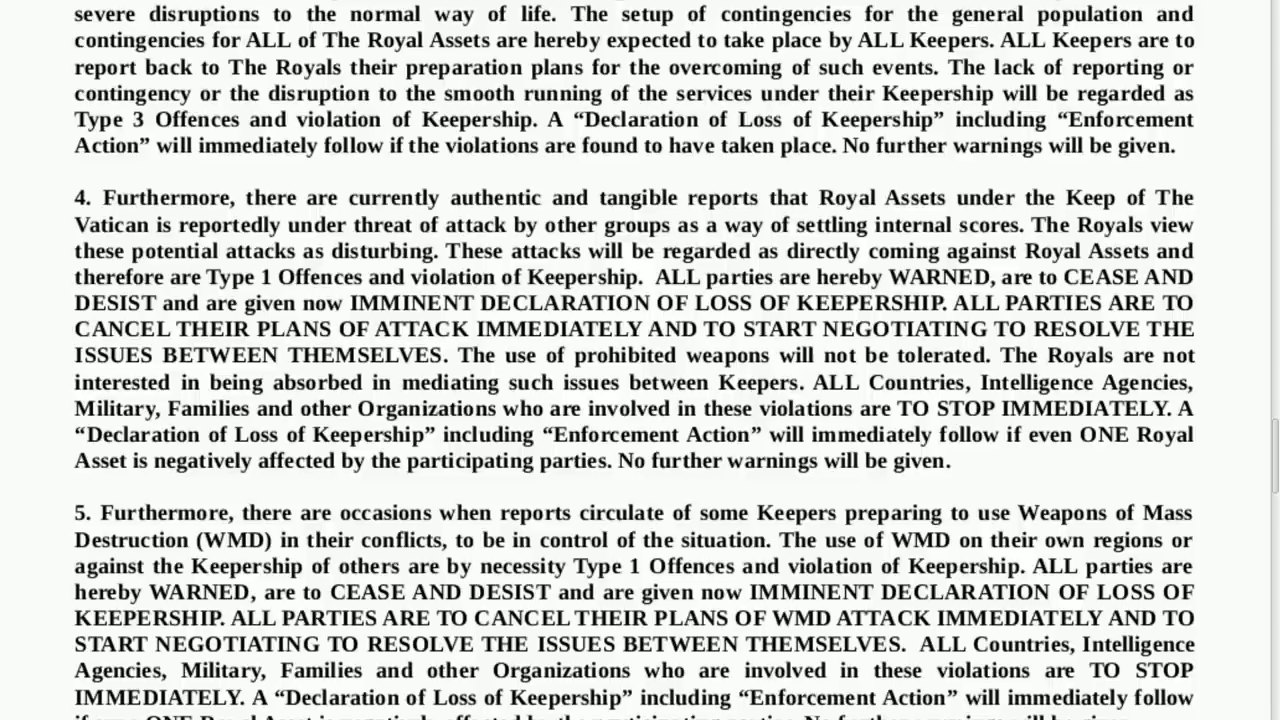 severe disruptions to the normal way of life. The setup of contingencies for the general population and
contingencies for ALL of The Royal Assets are hereby expected to take place by ALL Keepers. ALL Keepers are to
report back to The Royals their preparation plans for the overcoming of such events. The lack of reporting or
contingency or the disruption to the smooth running of the services under their Keepership will be regarded as
Type 3 Offences and violation of Keepership. A “Declaration of Loss of Keepership” including “Enforcement
Action” will immediately follow if the violations are found to have taken place. No further warnings will be given.
4. Furthermore, there are currently authentic and tangible reports that Royal Assets under the Keep of The
Vatican is reportedly under threat of attack by other groups as a way of settling internal scores. The Royals view
these potential attacks as disturbing. These attacks will be regarded as directly coming against Royal Assets and
therefore are Type 1 Offences and violation of Keepership.  ALL parties are hereby WARNED, are to CEASE AND
DESIST and are given now IMMINENT DECLARATION OF LOSS OF KEEPERSHIP. ALL PARTIES ARE TO
CANCEL THEIR PLANS OF ATTACK IMMEDIATELY AND TO START NEGOTIATING TO RESOLVE THE
ISSUES BETWEEN THEMSELVES. The use of prohibited weapons will not be tolerated. The Royals are not
interested in being absorbed in mediating such issues between Keepers. ALL Countries, Intelligence Agencies,
Military, Families and other Organizations who are involved in these violations are TO STOP IMMEDIATELY. A
“Declaration of Loss of Keepership” including “Enforcement Action” will immediately follow if even ONE Royal
Asset is negatively affected by the participating parties. No further warnings will be given.
5. Furthermore, there are occasions when reports circulate of some Keepers preparing to use Weapons of Mass
Destruction (WMD) in their conflicts, to be in control of the situation. The use of WMD on their own regions or
against the Keepership of others are by necessity Type 1 Offences and violation of Keepership. ALL parties are
hereby WARNED, are to CEASE AND DESIST and are given now IMMINENT DECLARATION OF LOSS OF
KEEPERSHIP. ALL PARTIES ARE TO CANCEL THEIR PLANS OF WMD ATTACK IMMEDIATELY AND TO
START NEGOTIATING TO RESOLVE THE ISSUES BETWEEN THEMSELVES.  ALL Countries, Intelligence
Agencies, Military, Families and other Organizations who are involved in these violations are TO STOP
IMMEDIATELY. A “Declaration of Loss of Keepership” including “Enforcement Action” will immediately follow
if even ONE Royal Asset is negatively affected by the participating parties. No further warnings will be given.